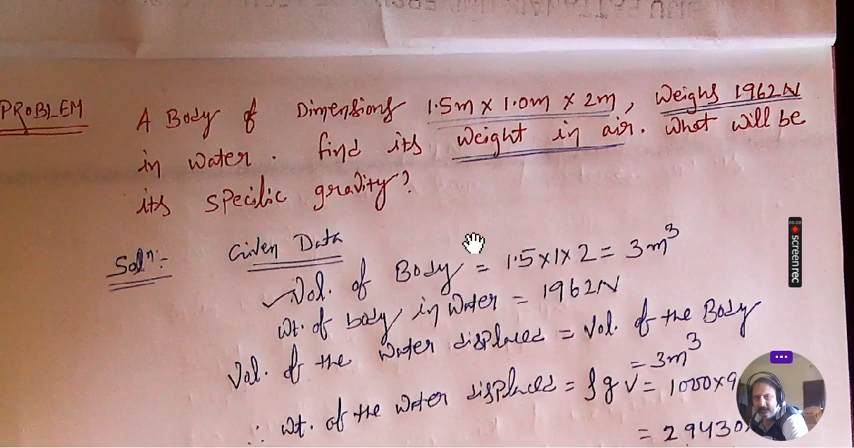 PROBLEM A Body of Dimensions 1.5m x 1.0m x 2m, Weighs 1962N
in water. find its weight in air. What will be
its specific gravity?
Soln:- Given Data
Vol. of Body = 1.5x1x2 = 3m³
wt. of body in water = 1962N
Vol. of the water displaced = Vol. of the Body
= 3m³
∴ wt. of the water displaced = ρ g V = 1000x9
= 29430
screenrec